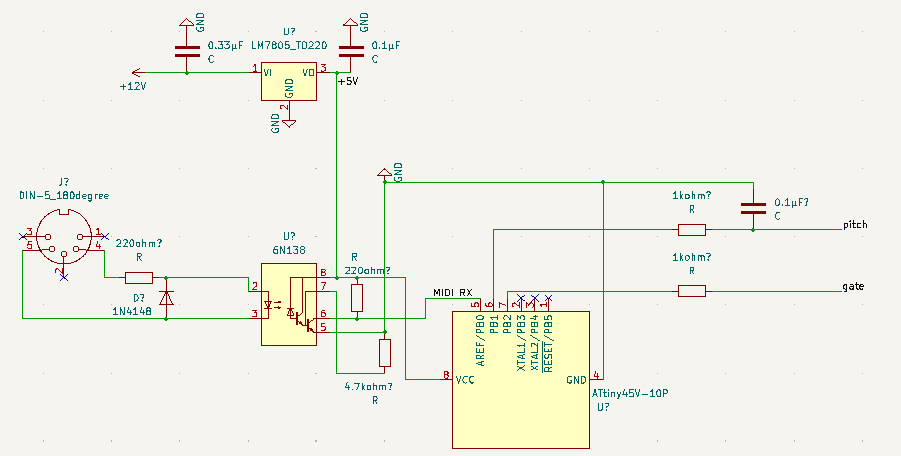 GND
GND
0.33µF
C
U?
LM7805_TO220
0.1µF
C
+12V
1
VI
VO
3
GND
2
+5V
GND
J?
DIN-5_180degree
3
1
5
4
2
220ohm?
R
D?
1N4148
U?
6N138
2
3
8
7
6
5
R
220ohm?
GND
4.7kohm?
R
MIDI RX
5
6
7
2
3
1
AREF/PB0
PB1
PB2
XTAL1/PB3
XTAL2/PB4
RESET/PB5
8
VCC
GND
4
ATtiny45V-10P
U?
1kohm?
R
0.1µF?
C
pitch
1kohm?
R
gate